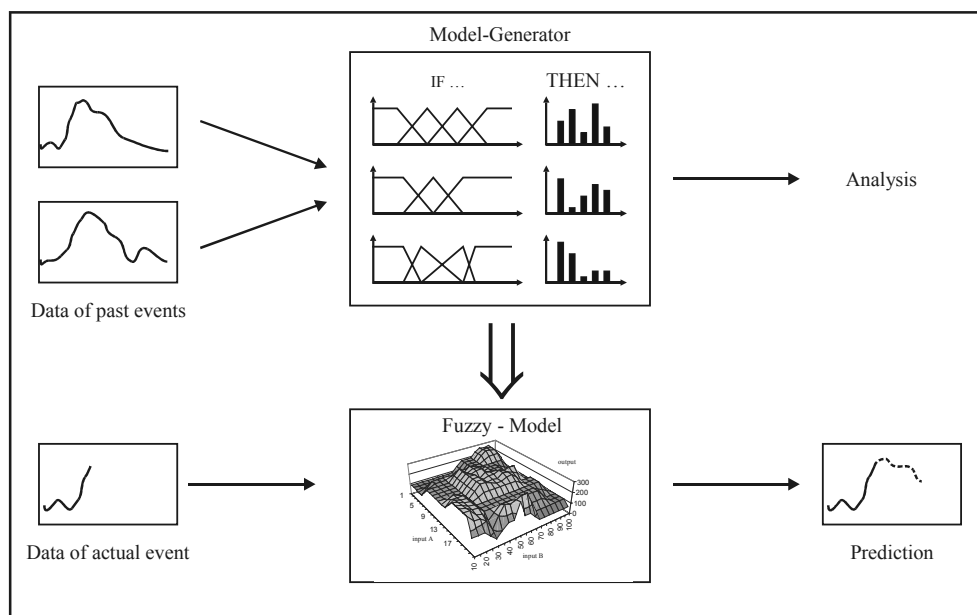 Model-Generator
IF ...
THEN ...
Data of past events
Analysis
Fuzzy - Model
output
300
200
100
0
1
5
9
13
17
input A
10
20
30
40
50
60
70
80
90
100
input B
Data of actual event
Prediction